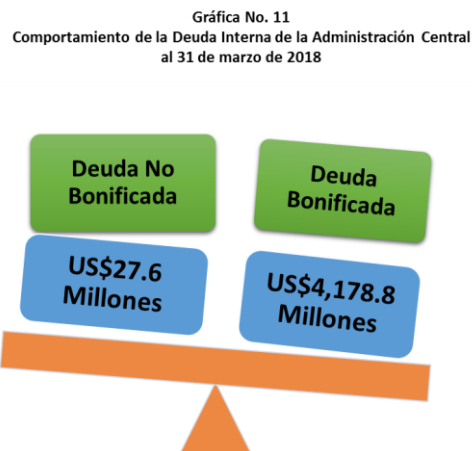 Gráfica No. 11
Comportamiento de la Deuda Interna de la Administración Central
al 31 de marzo de 2018
Deuda No
Bonificada
US$27.6
Millones
Deuda
Bonificada
US$4,178.8
Millones